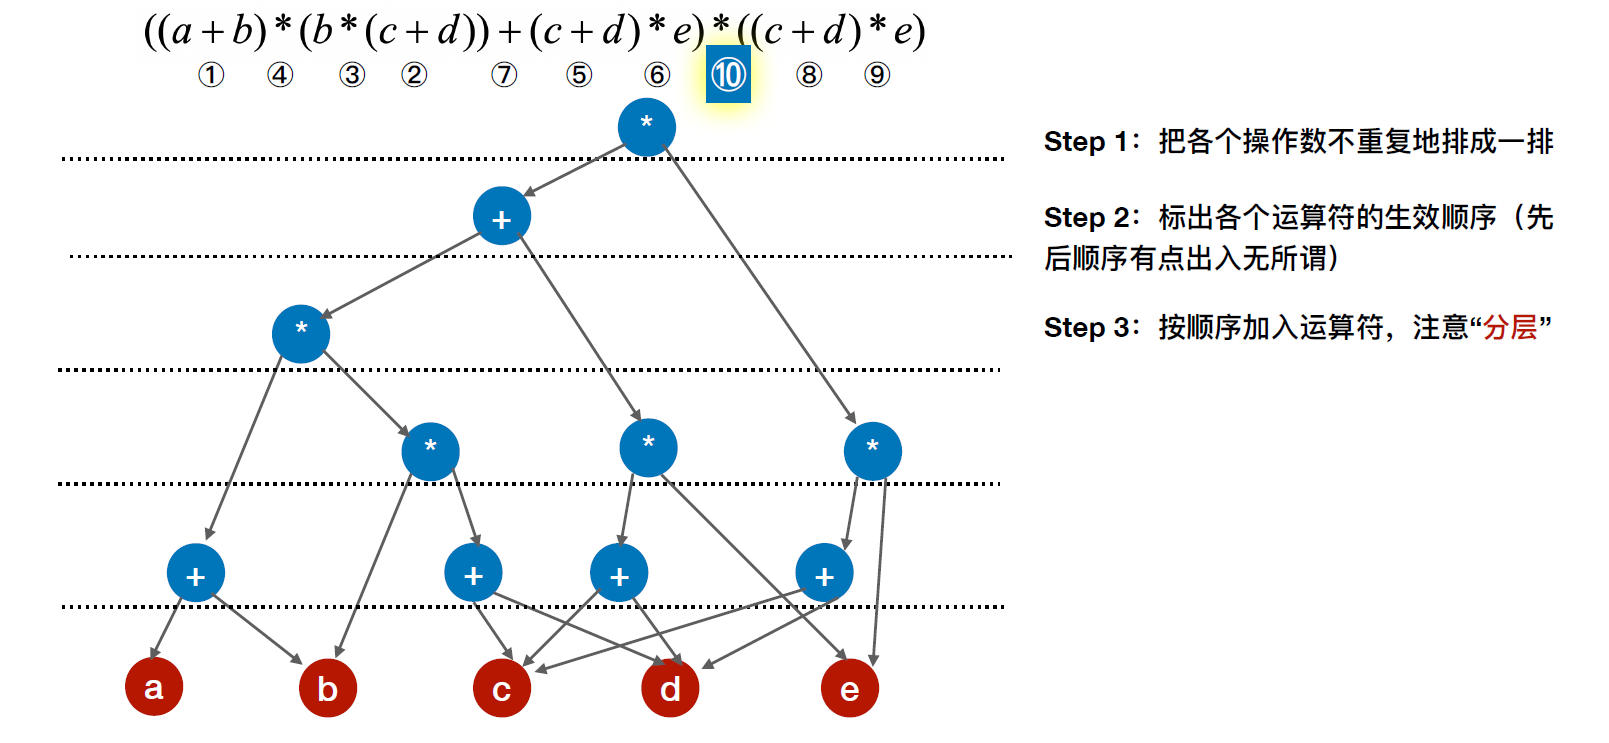 ((a+b)*(b*(c+d))+(c+d)*e)*((c+d)*e)
① ④ ③ ② ⑦ ⑤ ⑥ ⑩ ⑧ ⑨
*
Step 1：把各个操作数不重复地排成一排
+
Step 2：标出各个运算符的生效顺序（先
后顺序有点出入无所谓）
Step 3：按顺序加入运算符，注意“分层”
*
* * *
+ + + +
a b c d e